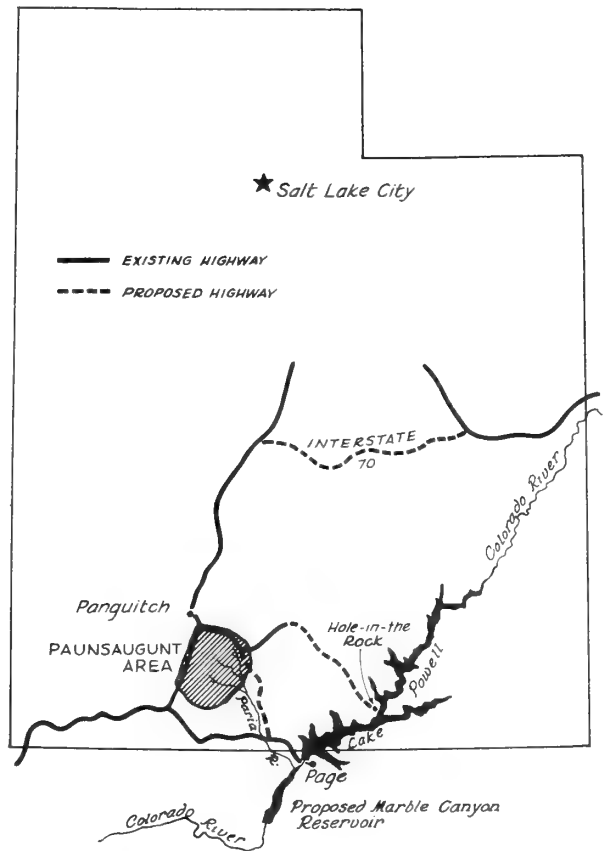 Salt Lake City
EXISTING HIGHWAY
PROPOSED HIGHWAY
INTERSTATE
70
Colorado River
Panguitch
Hole-in-the
Rock
PAUNSAUGUNT
AREA
Powell
Paria
R.
Lake
Page
Proposed Marble Canyon
Reservoir
Colorado River